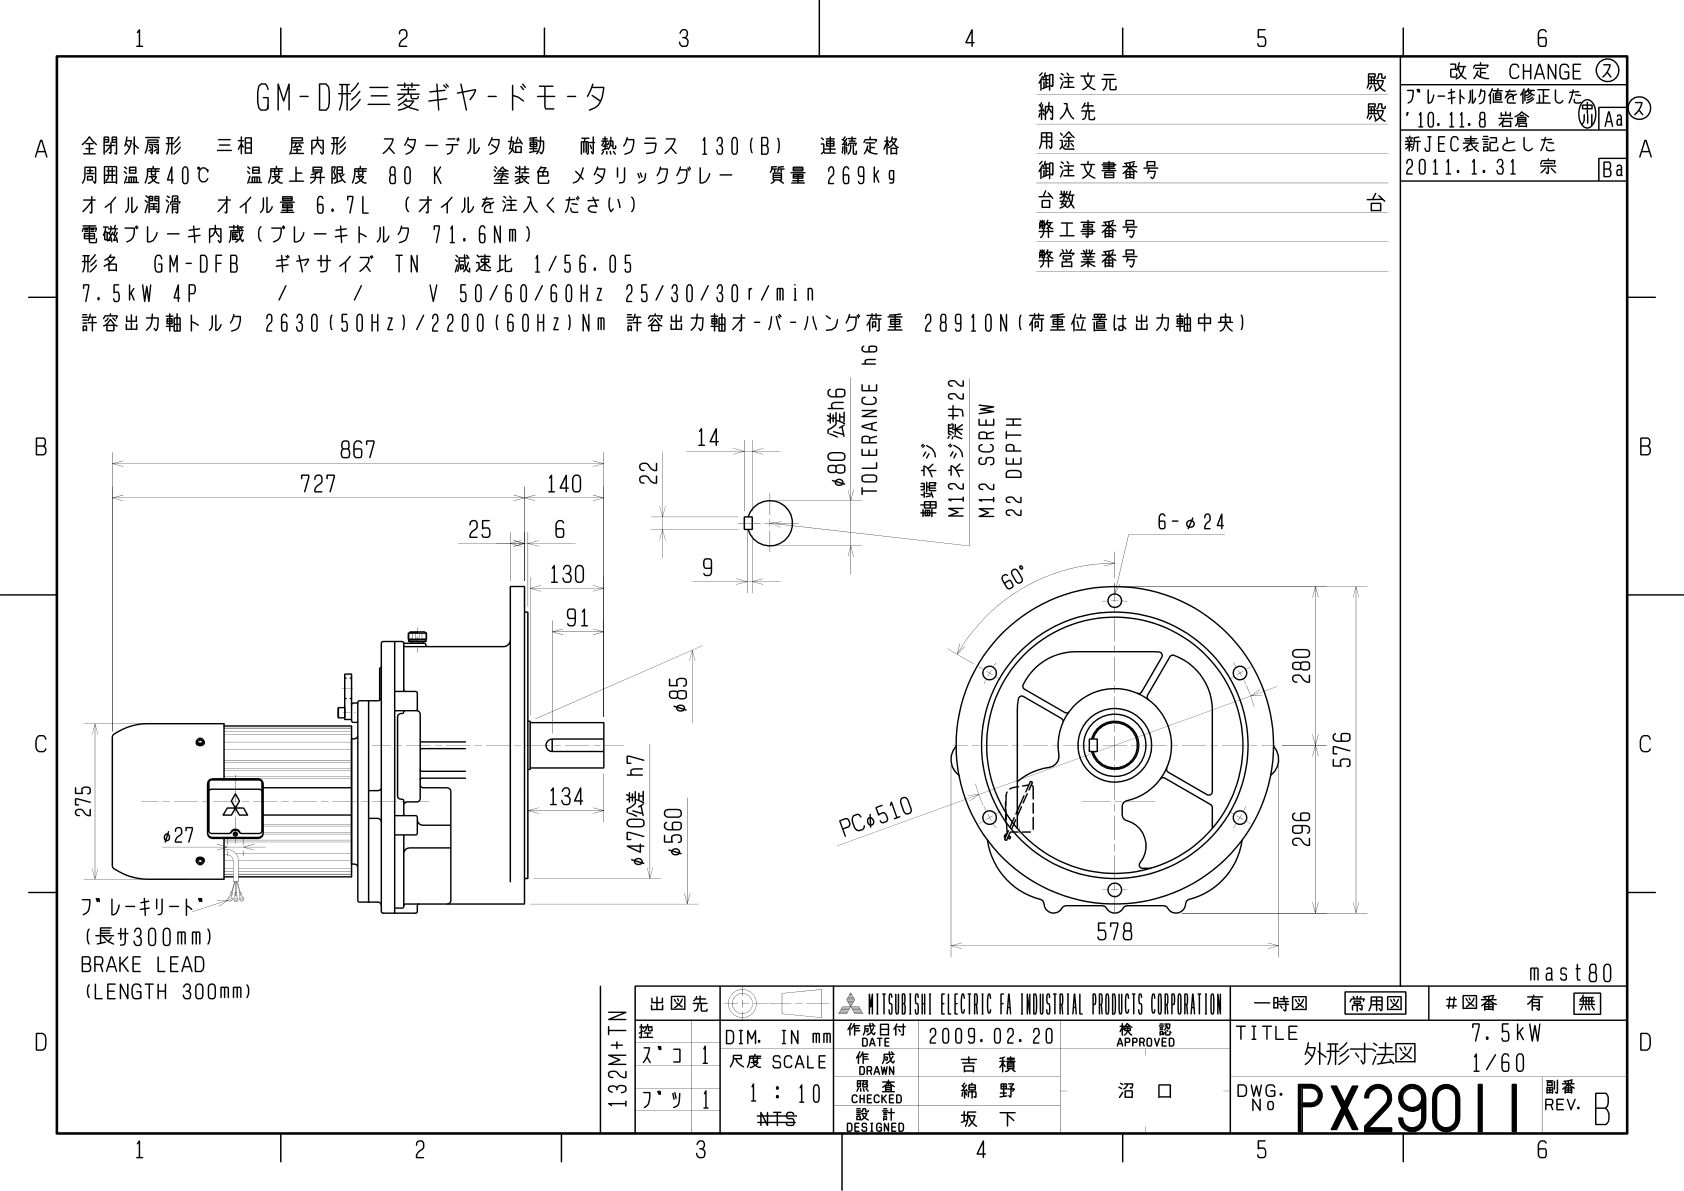 1 2 3 4 5 6
A
B
C
D
A
B
C
D
GM-D形三菱ギヤードモータ
全閉外扇形 三相 屋内形 スターデルタ始動 耐熱クラス 130(B) 連続定格
周囲温度40℃ 温度上昇限度 80 K 塗装色 メタリックグレー 質量 269kg
オイル潤滑 オイル量 6.7L (オイルを注入ください)
電磁ブレーキ内蔵(ブレーキトルク 71.6Nm)
形名 GM-DFB ギヤサイズ TN 減速比 1/56.05
7.5kW 4P / / V 50/60/60Hz 25/30/30r/min
許容出力軸トルク 2630(50Hz)/2200(60Hz)Nm 許容出力軸オーバーハング荷重 28910N(荷重位置は出力軸中央)
御注文元 殿
納入先 殿
用途
御注文書番号
台数 台
弊工事番号
弊営業番号
改定 CHANGE ス
ブレーキトルク値を修正した
'10.11.8 岩倉 中川 Aa ス
新JEC表記とした
2011.1.31 宗 Ba
867
727
140
25
6
130
91
φ85
134
φ470公差 h7
φ560
275
φ27
ブレーキリード
(長サ300mm)
BRAKE LEAD
(LENGTH 300mm)
14
22
9
φ80 公差h6
TOLERANCE h6
軸端ネジ
M12ネジ深サ22
M12 SCREW
22 DEPTH
6-φ24
60°
280
576
296
PCφ510
578
mast80
132M+TN
出図先
控
ズコ 1
ブツ 1
DIM. IN mm
尺度 SCALE
1 : 10
NTS
MITSUBISHI ELECTRIC FA INDUSTRIAL PRODUCTS CORPORATION
作成日付
DATE
2009.02.20
検 認
APPROVED
作 成
DRAWN
吉 積
照 査
CHECKED
綿 野
沼 口
設 計
DESIGNED
坂 下
一時図 常用図 #図番 有 無
TITLE
外形寸法図
7.5kW
1/60
DWG.
No
PX29011
副番
REV.
B
1 2 3 4 5 6